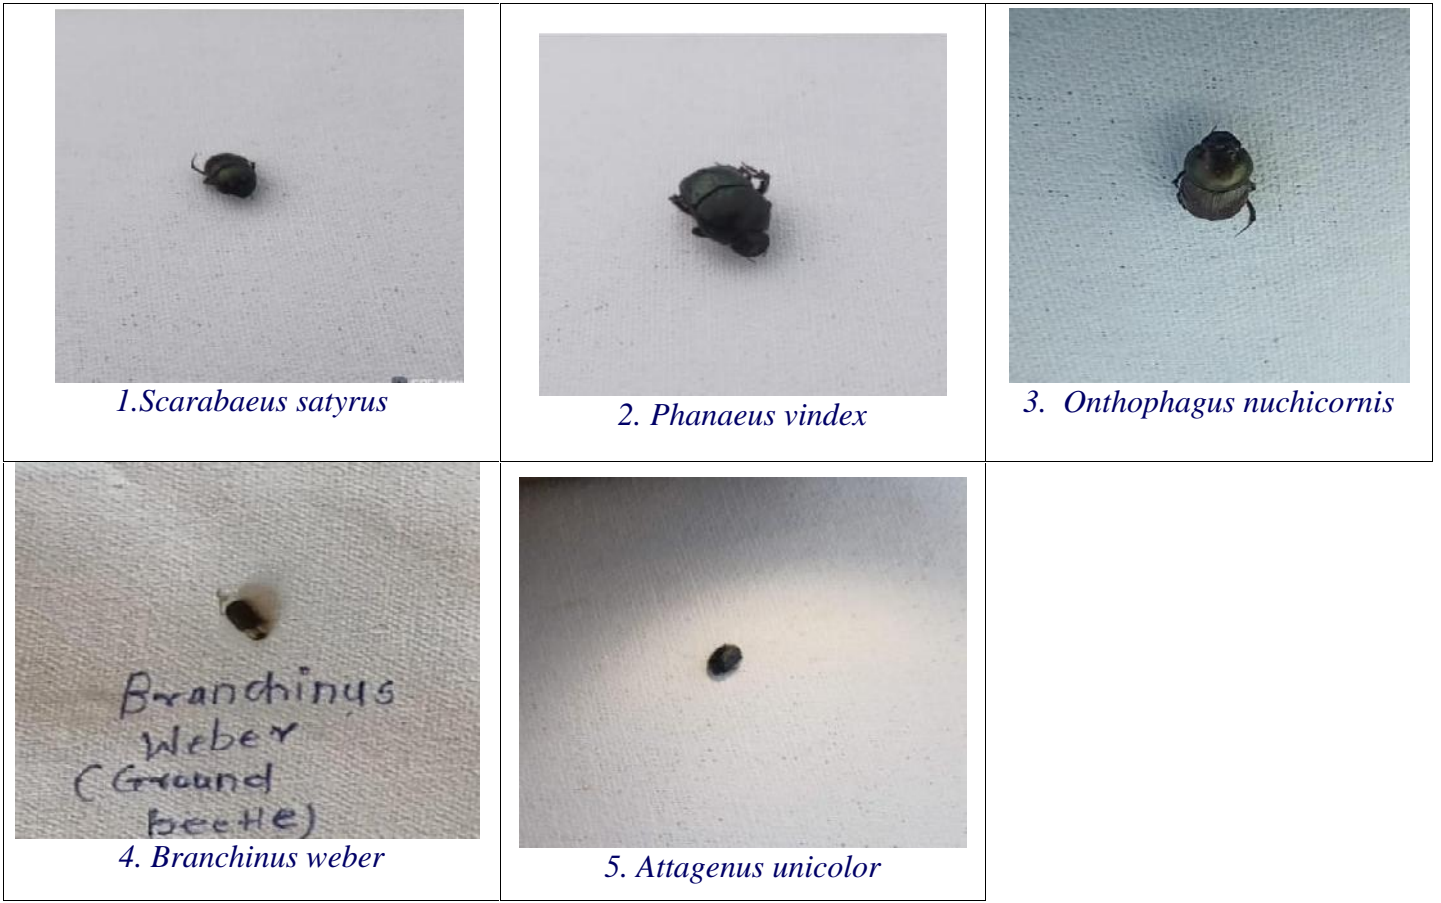 1.Scarabaeus satyrus
2. Phanaeus vindex
3. Onthophagus nuchicornis
Branchinus
Weber
(Ground
beetle)
4. Branchinus weber
5. Attagenus unicolor